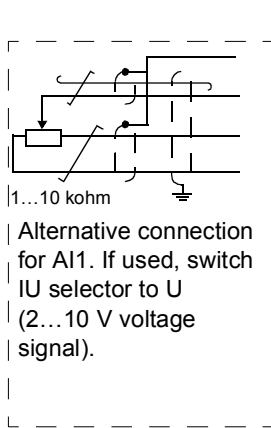 1…10 kohm
Alternative connection
for AI1. If used, switch
IU selector to U
(2…10 V voltage
signal).